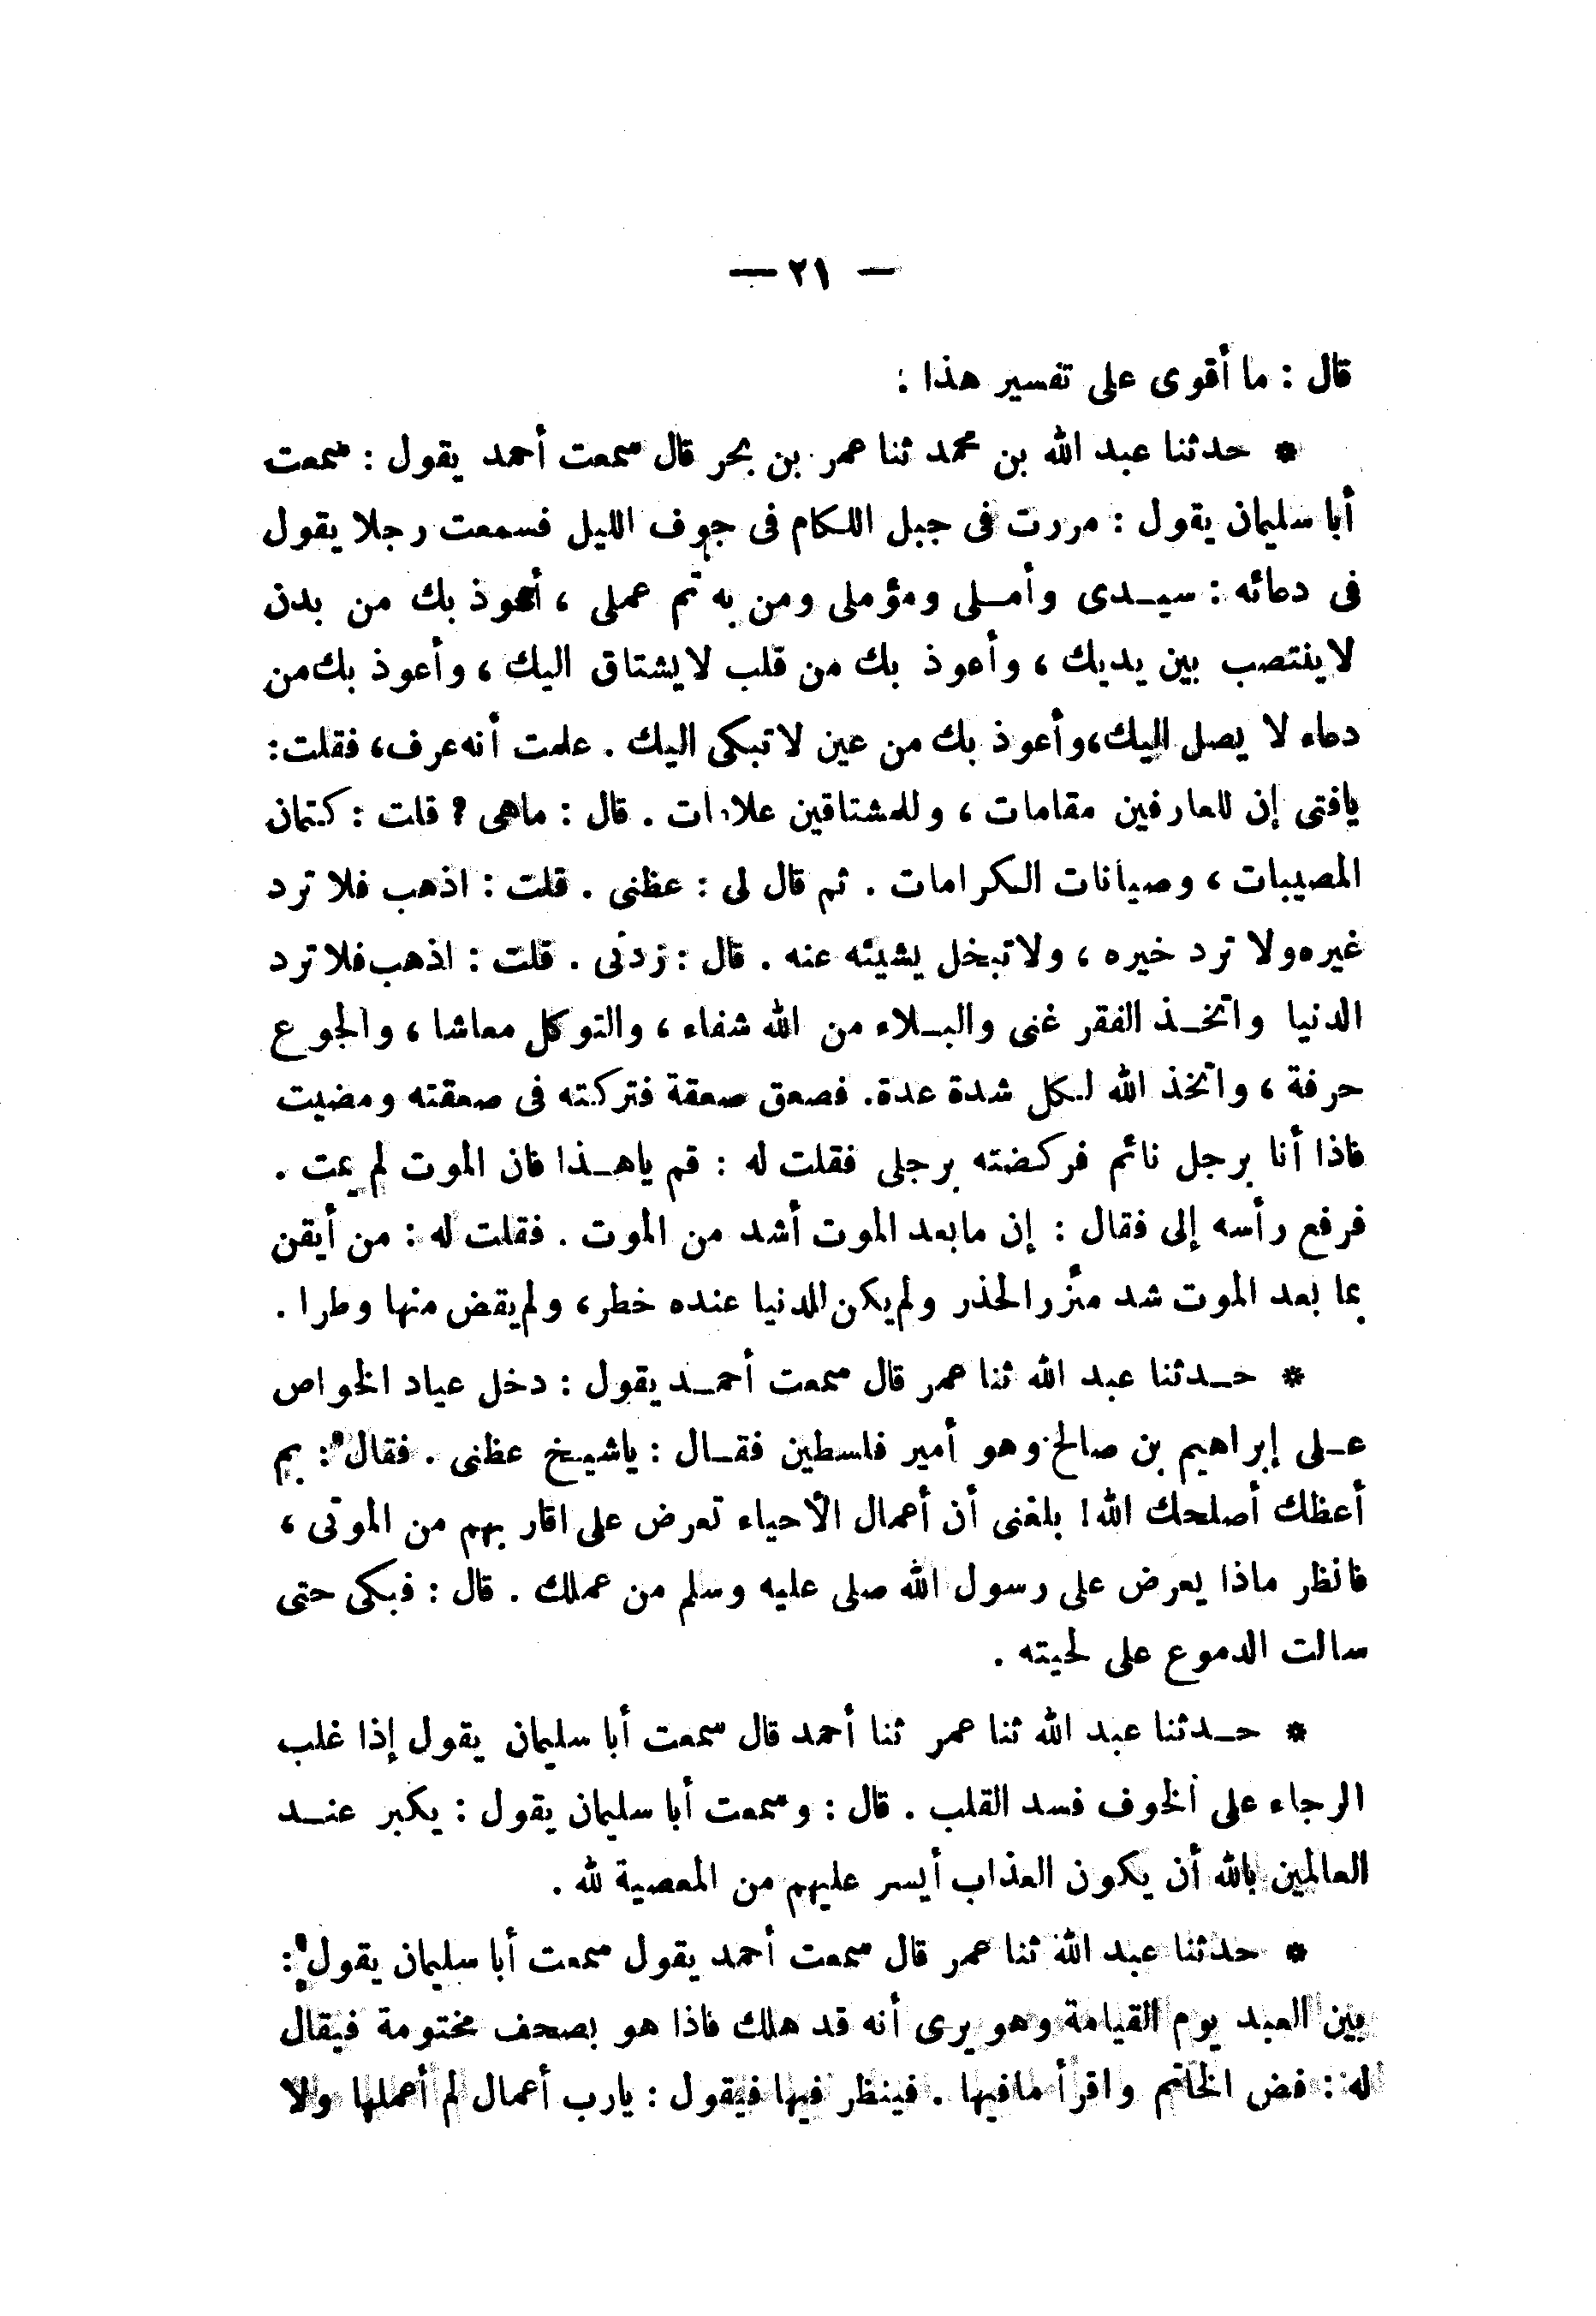 — ٢١ —
قال : ما أقوى على تفسير هذا :
* حدثنا عبد الله بن محمد ثنا عمر بن بحر قال سمعت أحمد يقول : سمعت
أبا سليمان يقول : مررت فى جبل اللكام فى جوف الليل فسمعت رجلا يقول
فى دعائه : سيدى وأملى ومؤملى ومن به تم عملى ، أعوذ بك من بدن
لا ينتصب بين يديك ، وأعوذ بك من قلب لا يشتاق اليك ، وأعوذ بك من
دعاء لا يصل اليك، وأعوذ بك من عين لا تبكى اليك . علمت أنه عرف، فقلت:
يافتى إن للعارفين مقامات ، وللمشتاقين علامات . قال : ماهى ? قلت : كتمان
المصيبات ، وصيانات الكرامات . ثم قال لى : عظنى . قلت : اذهب فلا ترد
غيره ولا ترد خيره ، ولا تبخل بشيئه عنه . قال : زدنى . قلت : اذهب فلا ترد
الدنيا واتخذ الفقر غنى والبلاء من الله شفاء ، والتوكل معاشا ، والجوع
حرفة ، واتخذ الله لكل شدة عدة. فصعق صعقة فتركته فى صعقته ومضيت
فاذا أنا برجل نائم فركضته برجلى فقلت له : قم ياهذا فان الموت لم يمت .
فرفع رأسه إلى فقال : إن مابعد الموت أشد من الموت . فقلت له : من أيقن
بما بعد الموت شد مئزر الحذر ولم يكن للدنيا عنده خطر، ولم يقض منها وطرا .
* حدثنا عبد الله ثنا عمر قال سمعت أحمد يقول : دخل عياد الخواص
على إبراهيم بن صالح وهو أمير فلسطين فقال : ياشيخ عظنى . فقال : بم
أعظك أصلحك الله! بلغنى أن أعمال الأحياء تعرض على اقاربهم من الموتى ،
فانظر ماذا يعرض على رسول الله صلى عليه وسلم من عملك . قال : فبكى حتى
سالت الدموع على لحيته .
* حدثنا عبد الله ثنا عمر ثنا أحمد قال سمعت أبا سليمان يقول إذا غلب
الرجاء على الخوف فسد القلب . قال : وسمعت أبا سليمان يقول : يكبر عند
العالمين بالله أن يكون العذاب أيسر عليهم من المعصية لله .
* حدثنا عبد الله ثنا عمر قال سمعت أحمد يقول سمعت أبا سليمان يقول :
بين العبد يوم القيامة وهو يرى أنه قد هلك فاذا هو بصحف مختومة فيقال
له : فض الخاتم واقرأ مافيها . فينظر فيها فيقول : يارب أعمال لم أعملها ولا